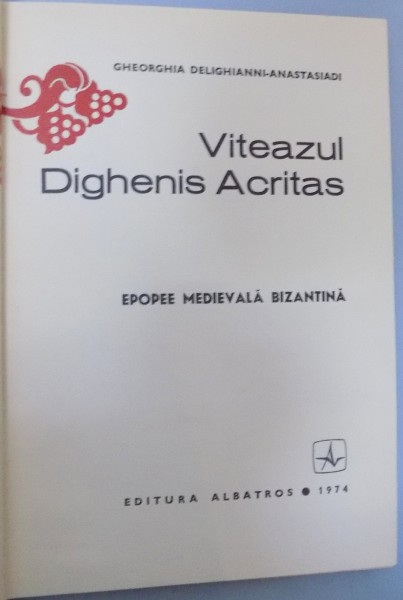 GHEORGHIA DELIGHIANNI-ANASTASIADI
Viteazul
Dighenis Acritas
EPOPEE MEDIEVALĂ BIZANTINĂ
EDITURA ALBATROS ● 1974